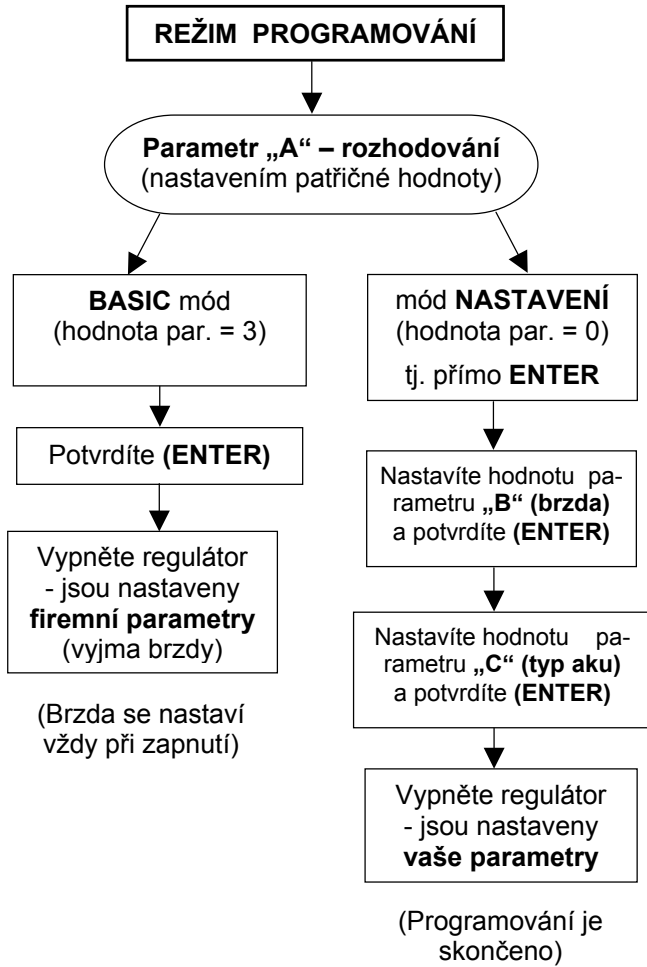 REŽIM PROGRAMOVÁNÍ
Parametr „A“ – rozhodování
(nastavením patřičné hodnoty)
BASIC mód
(hodnota par. = 3)
Potvrdíte (ENTER)
Vypněte regulátor
- jsou nastaveny
firemní parametry
(vyjma brzdy)
(Brzda se nastaví
vždy při zapnutí)
mód NASTAVENÍ
(hodnota par. = 0)
tj. přímo ENTER
Nastavíte hodnotu pa-
rametru „B“ (brzda)
a potvrdíte (ENTER)
Nastavíte hodnotu pa-
rametru „C“ (typ aku)
a potvrdíte (ENTER)
Vypněte regulátor
- jsou nastaveny
vaše parametry
(Programování je
skončeno)